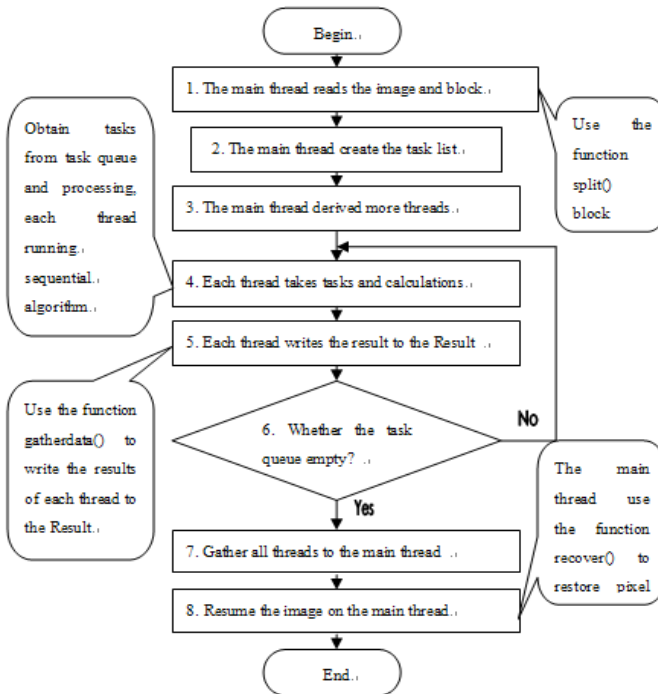 Begin.
1. The main thread reads the image and block.
Obtain tasks
from task queue
and processing,
each thread
running.
sequential.
algorithm.
Use the
function
split()
block
2. The main thread create the task list.
3. The main thread derived more threads.
4. Each thread takes tasks and calculations.
5. Each thread writes the result to the Result .
Use the function
gatherdata() to
write the results
of each thread to
the Result.
6. Whether the task
queue empty? .
No
Yes
The main
thread use
the function
recover() to
restore pixel
7. Gather all threads to the main thread .
8. Resume the image on the main thread.
End.